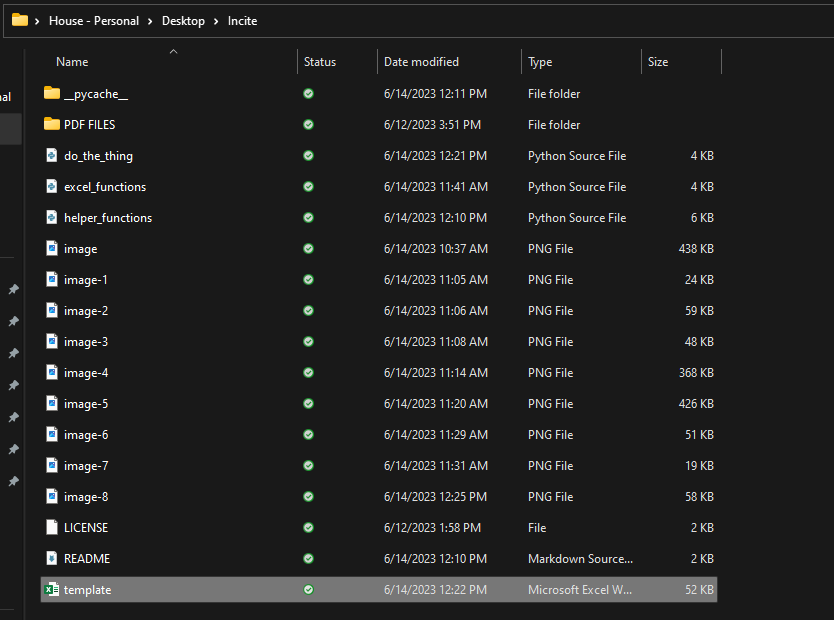 House - Personal > Desktop > Incite
Name Status Date modified Type Size
al
__pycache__ 6/14/2023 12:11 PM File folder
PDF FILES 6/12/2023 3:51 PM File folder
do_the_thing 6/14/2023 12:21 PM Python Source File 4 KB
excel_functions 6/14/2023 11:41 AM Python Source File 4 KB
helper_functions 6/14/2023 12:10 PM Python Source File 6 KB
image 6/14/2023 10:37 AM PNG File 438 KB
image-1 6/14/2023 11:05 AM PNG File 24 KB
image-2 6/14/2023 11:06 AM PNG File 59 KB
image-3 6/14/2023 11:08 AM PNG File 48 KB
image-4 6/14/2023 11:14 AM PNG File 368 KB
image-5 6/14/2023 11:20 AM PNG File 426 KB
image-6 6/14/2023 11:29 AM PNG File 51 KB
image-7 6/14/2023 11:31 AM PNG File 19 KB
image-8 6/14/2023 12:25 PM PNG File 58 KB
LICENSE 6/12/2023 1:58 PM File 2 KB
README 6/14/2023 12:10 PM Markdown Source... 2 KB
template 6/14/2023 12:22 PM Microsoft Excel W... 52 KB